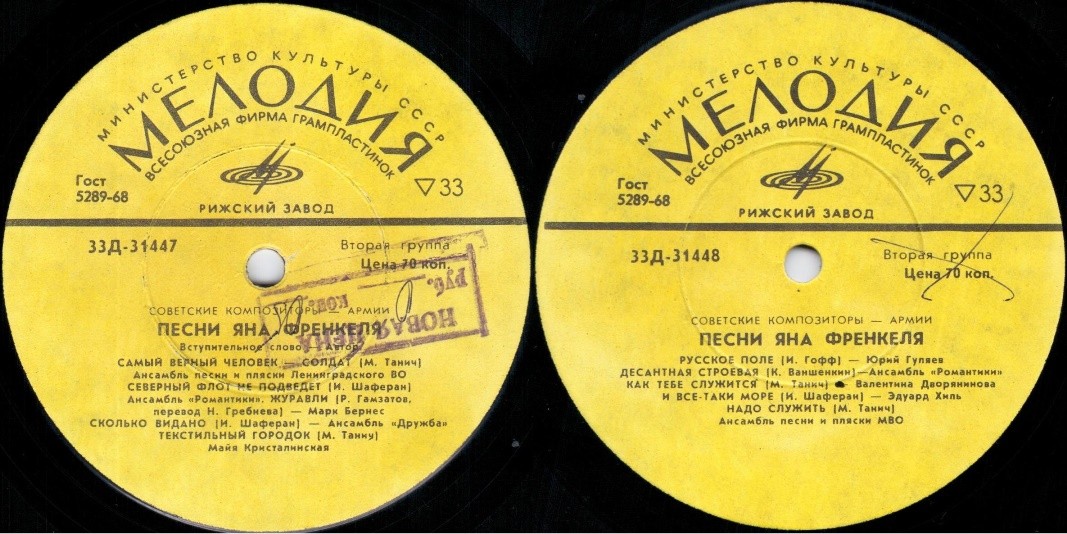 МИНИСТЕРСТВО КУЛЬТУРЫ СССР
МЕЛОДИЯ
ВСЕСОЮЗНАЯ ФИРМА ГРАМПЛАСТИНОК
Гост
5289-68
33
РИЖСКИЙ ЗАВОД
33Д-31447
Вторая группа
Цена 70 коп.
НОВАЯ ЦЕНА
руб. коп.
СОВЕТСКИЕ КОМПОЗИТОРЫ — АРМИИ
ПЕСНИ ЯНА ФРЕНКЕЛЯ
Вступительное слово — Автор
САМЫЙ ВЕРНЫЙ ЧЕЛОВЕК — СОЛДАТ (М. Танич)
Ансамбль песни и пляски Ленинградского ВО
СЕВЕРНЫЙ ФЛОТ НЕ ПОДВЕДЕТ (И. Шаферан)
Ансамбль «Романтики». ЖУРАВЛИ (Р. Гамзатов,
перевод Н. Гребнева) — Марк Бернес
СКОЛЬКО ВИДАНО (И. Шаферан) — Ансамбль «Дружба»
ТЕКСТИЛЬНЫЙ ГОРОДОК (М. Танич)
Майя Кристалинская
МИНИСТЕРСТВО КУЛЬТУРЫ СССР
МЕЛОДИЯ
ВСЕСОЮЗНАЯ ФИРМА ГРАМПЛАСТИНОК
Гост
5289-68
33
РИЖСКИЙ ЗАВОД
33Д-31448
Вторая группа
Цена 70 коп.
СОВЕТСКИЕ КОМПОЗИТОРЫ — АРМИИ
ПЕСНИ ЯНА ФРЕНКЕЛЯ
РУССКОЕ ПОЛЕ (И. Гофф) — Юрий Гуляев
ДЕСАНТНАЯ СТРОЕВАЯ (К. Ваншенкин) — Ансамбль «Романтики»
КАК ТЕБЕ СЛУЖИТСЯ (М. Танич) — Валентина Дворянинова
И ВСЕ-ТАКИ МОРЕ (И. Шаферан) — Эдуард Хиль
НАДО СЛУЖИТЬ (М. Танич)
Ансамбль песни и пляски МВО